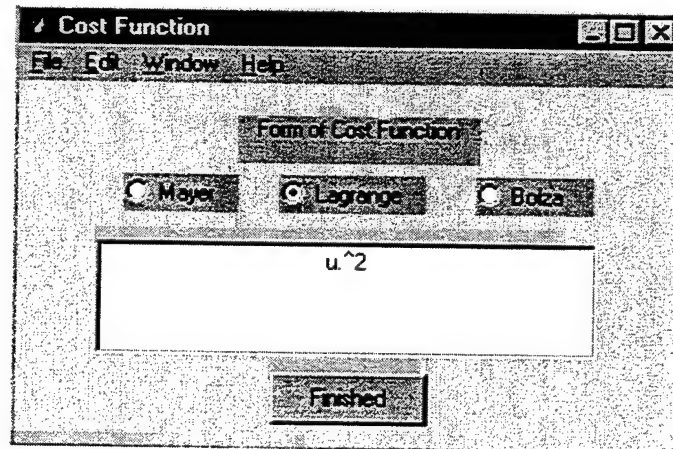 Cost Function
File Edit Window Help
Form of Cost Function
Mayer Lagrange Bolza
u.^2
Finished